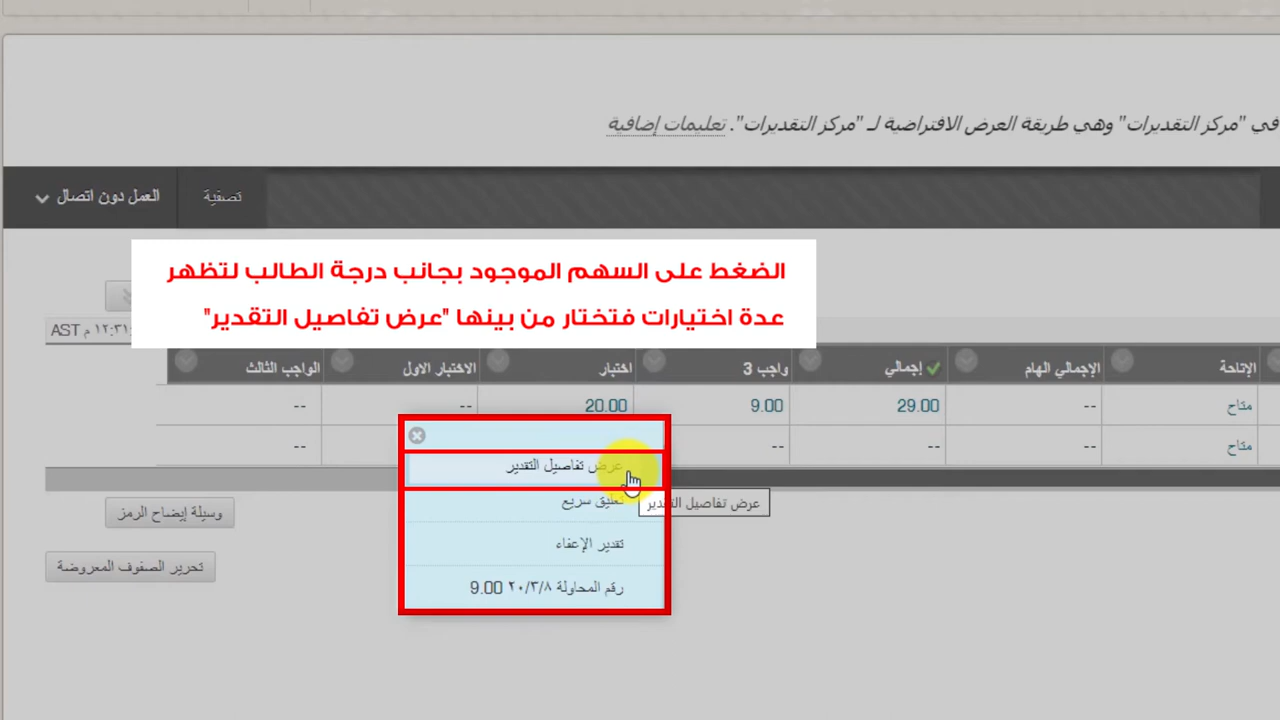 في "مركز التقديرات" وهي طريقة العرض الافتراضية لـ "مركز التقديرات". تعليمات إضافية
تصفية
العمل دون اتصال
الضغط على السهم الموجود بجانب درجة الطالب لتظهر
عدة اختيارات فتختار من بينها "عرض تفاصيل التقدير"
١٢:٣١ م AST
الإتاحة الإجمالي الهام إجمالي واجب 3 اختبار الاختبار الاول الواجب الثالث
متاح -- 29.00 9.00 20.00 -- --
متاح -- -- -- --
عرض تفاصيل التقدير
تعليق سريع
عرض تفاصيل التقدير
تقدير الإعفاء
رقم المحاولة ٢٠/٣/٨ 9.00
وسيلة إيضاح الرمز
تحرير الصفوف المعروضة